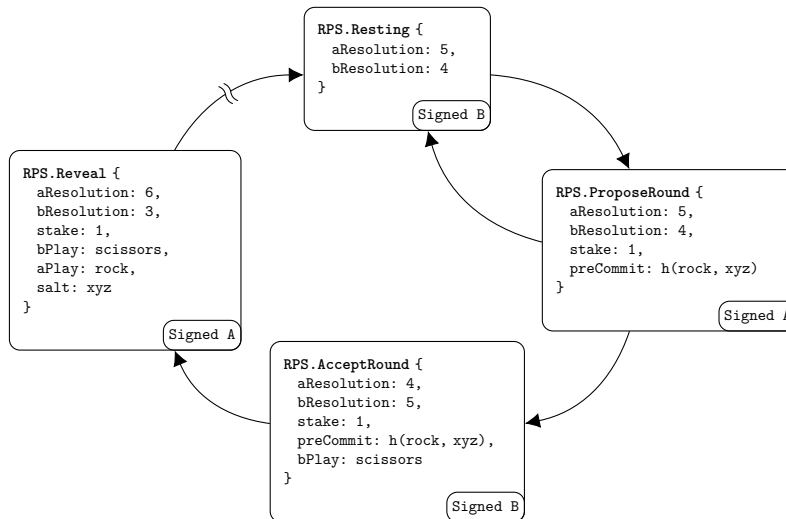 RPS.Resting {
aResolution: 5,
bResolution: 4
}
Signed B
RPS.ProposeRound {
aResolution: 5,
bResolution: 4,
stake: 1,
preCommit: h(rock, xyz)
}
Signed A
RPS.AcceptRound {
aResolution: 4,
bResolution: 5,
stake: 1,
preCommit: h(rock, xyz),
bPlay: scissors
}
Signed B
RPS.Reveal {
aResolution: 6,
bResolution: 3,
stake: 1,
bPlay: scissors,
aPlay: rock,
salt: xyz
}
Signed A